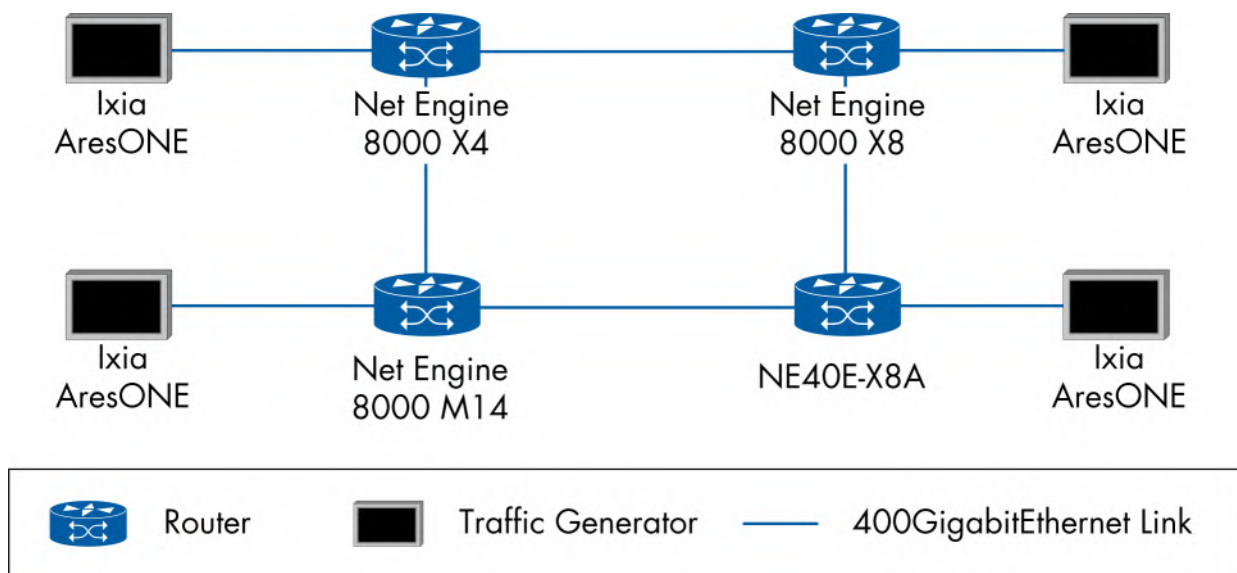 Ixia
AresONE
Net Engine
8000 X4
Net Engine
8000 X8
Ixia
AresONE
Ixia
AresONE
Net Engine
8000 M14
NE40E-X8A
Ixia
AresONE
Router
Traffic Generator
400GigabitEthernet Link